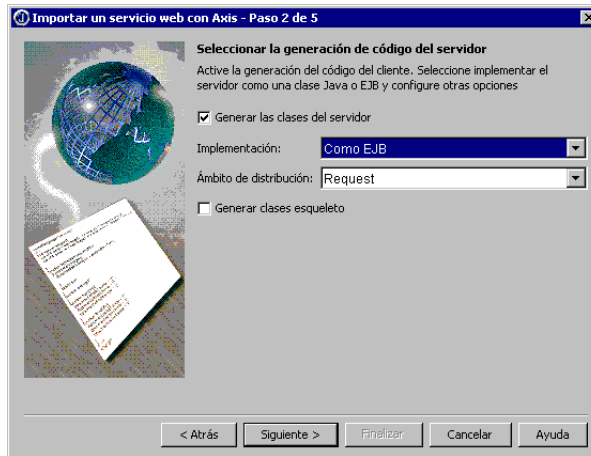 Importar un servicio web con Axis - Paso 2 de 5
Seleccionar la generación de código del servidor
Active la generación del código del cliente. Seleccione implementar el
servidor como una clase Java o EJB y configure otras opciones
Generar las clases del servidor
Implementación: Como EJB
Ámbito de distribución: Request
Generar clases esqueleto
< Atrás Siguiente > Finalizar Cancelar Ayuda